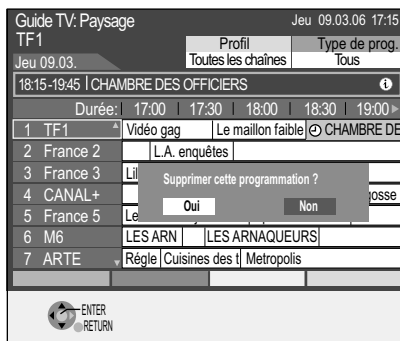 Guide TV: Paysage Jeu 09.03.06 17:15
TF1 Profil Type de prog.
Jeu 09.03. Toutes les chaînes Tous
18:15-19:45 CHAMBRE DES OFFICIERS
Durée: 17:00 17:30 18:00 18:30 19:00
1 TF1 Vidéo gag Le maillon faible CHAMBRE DE
2 France 2 L.A. enquêtes
3 France 3 Lil
Supprimer cette programmation ?
4 CANAL+ gosse
Oui Non
5 France 5 Le
6 M6 LES ARN LES ARNAQUEURS
7 ARTE Régle Cuisines des t Metropolis
ENTER
RETURN